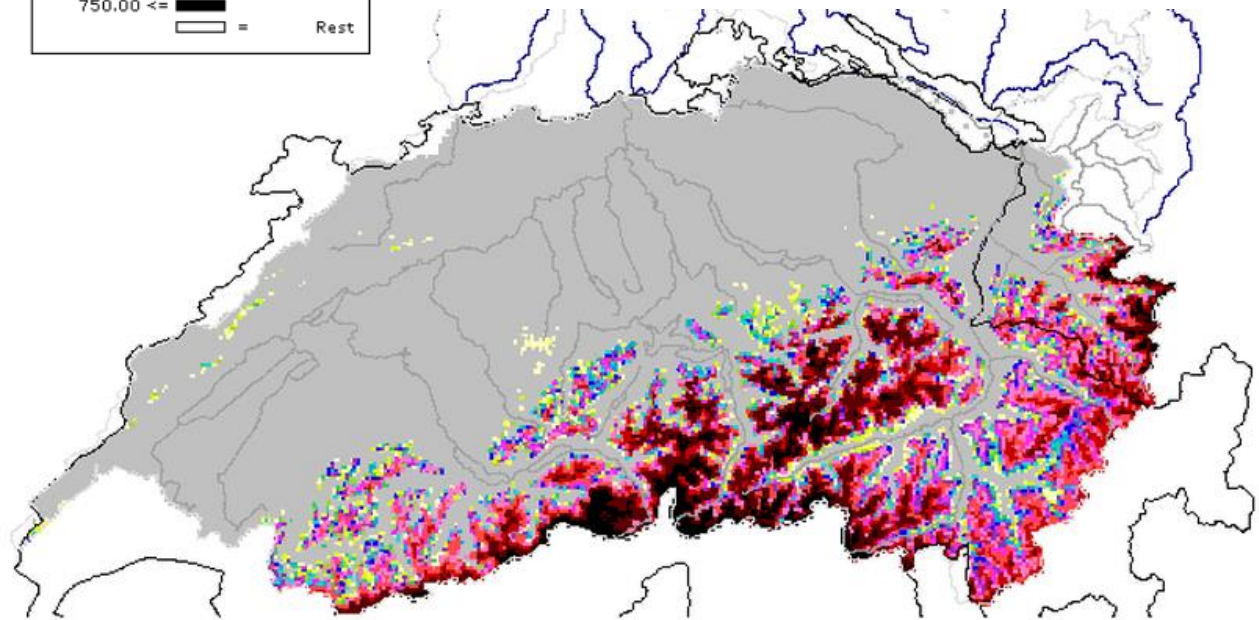 750.00 <=
= Rest